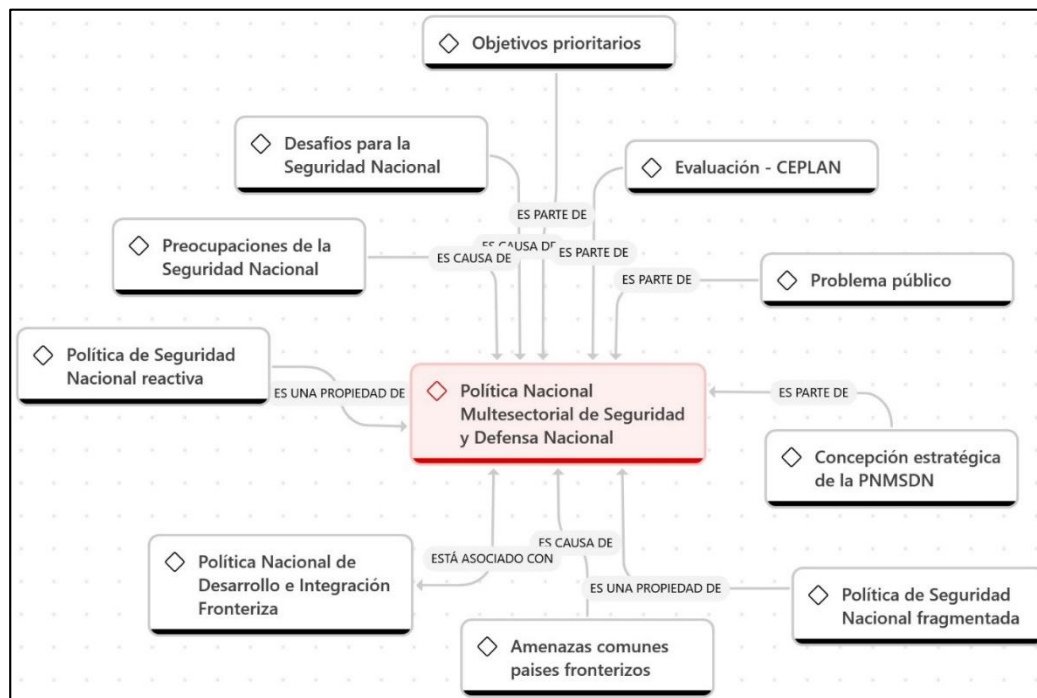 Objetivos prioritarios
Desafios para la
Seguridad Nacional
Evaluación - CEPLAN
ES PARTE DE
ES CAUSA DE
ES PARTE DE
Preocupaciones de la
Seguridad Nacional
ES CAUSA DE
ES PARTE DE
Problema público
Política de Seguridad
Nacional reactiva
ES UNA PROPIEDAD DE
Política Nacional
Multesectorial de Seguridad
y Defensa Nacional
ES PARTE DE
Concepción estratégica
de la PNMSDN
ES CAUSA DE
ESTÁ ASOCIADO CON
Política Nacional de
Desarrollo e Integración
Fronteriza
ES UNA PROPIEDAD DE
Política de Seguridad
Nacional fragmentada
Amenazas comunes
paises fronterizos